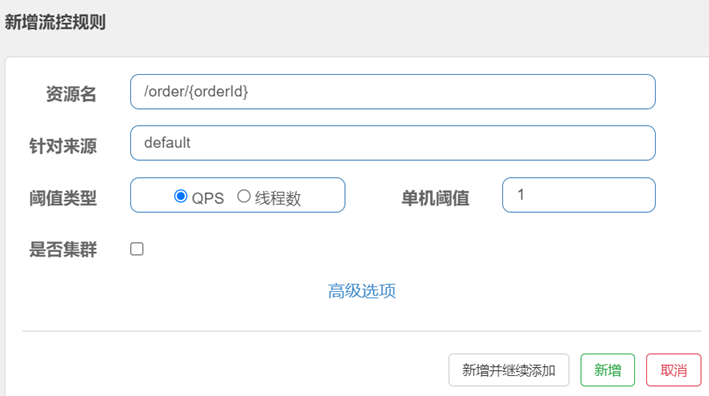 新增流控规则
资源名 /order/{orderId}
针对来源 default
阈值类型 QPS 线程数 单机阈值 1
是否集群
高级选项
新增并继续添加 新增 取消